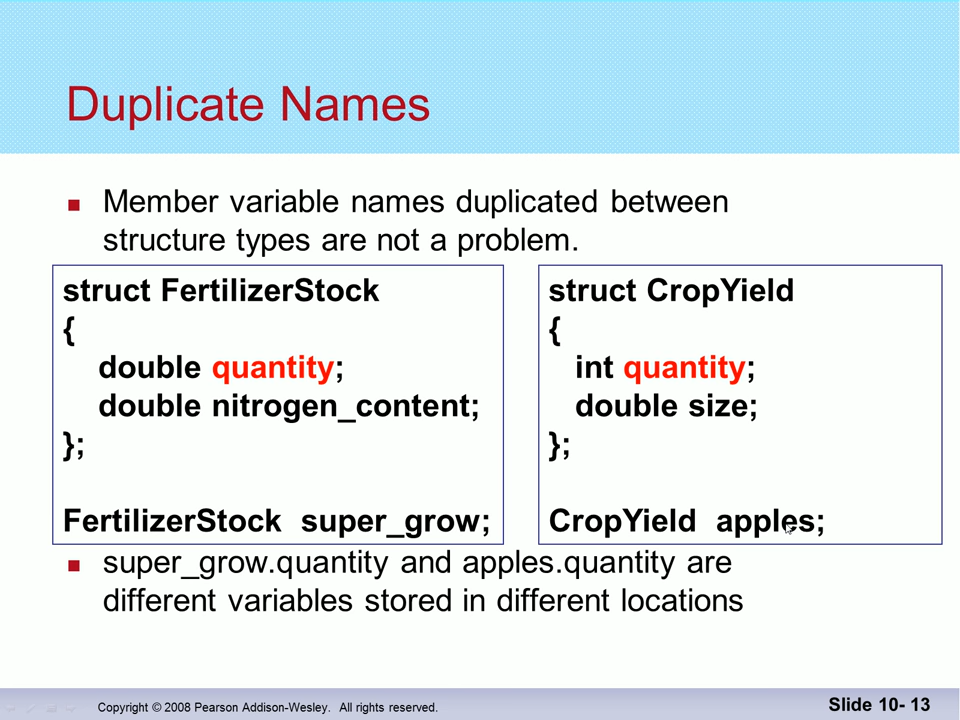 Duplicate Names
Member variable names duplicated between
structure types are not a problem.
struct FertilizerStock
{
double quantity;
double nitrogen_content;
};
FertilizerStock super_grow;
struct CropYield
{
int quantity;
double size;
};
CropYield apples;
super_grow.quantity and apples.quantity are
different variables stored in different locations
Copyright © 2008 Pearson Addison-Wesley. All rights reserved.
Slide 10- 13